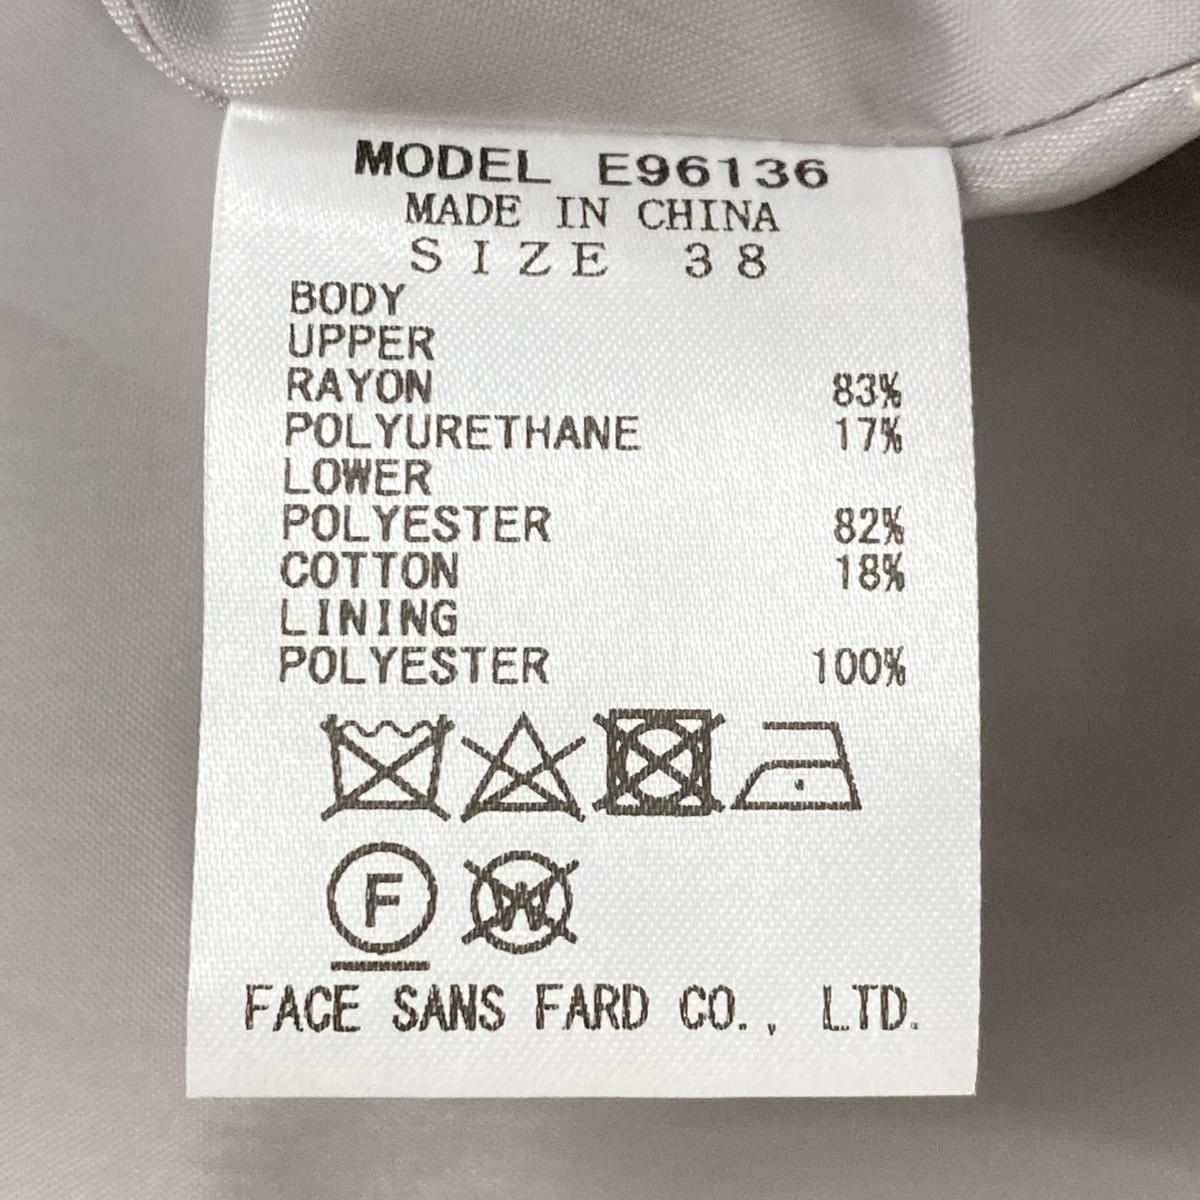 MODEL E96136
MADE IN CHINA
SIZE 38
BODY
UPPER
RAYON 83%
POLYURETHANE 17%
LOWER
POLYESTER 82%
COTTON 18%
LINING
POLYESTER 100%
F W
FACE SANS FARD CO., LTD.